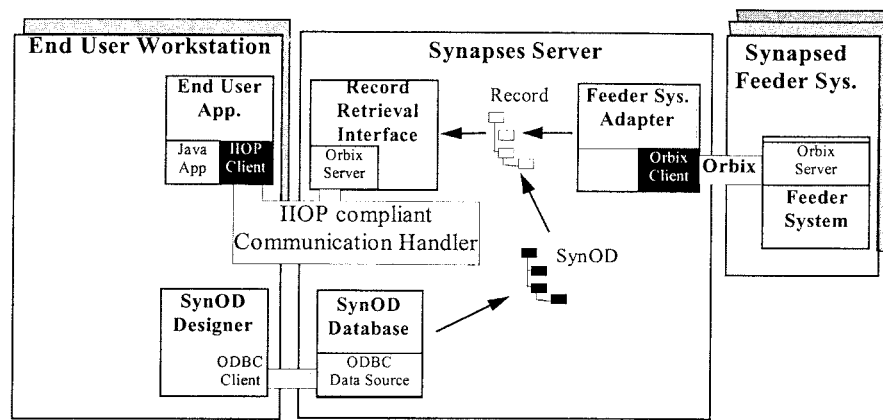 End User Workstation
Synapses Server
Synapsed
Feeder Sys.
End User
App.
Java
App
IIOP
Client
Record
Retrieval
Interface
Orbix
Server
Record
Feeder Sys.
Adapter
Orbix
Client
Orbix
Orbix
Server
Feeder
System
IIOP compliant
Communication Handler
SynOD
SynOD
Designer
ODBC
Client
SynOD
Database
ODBC
Data Source